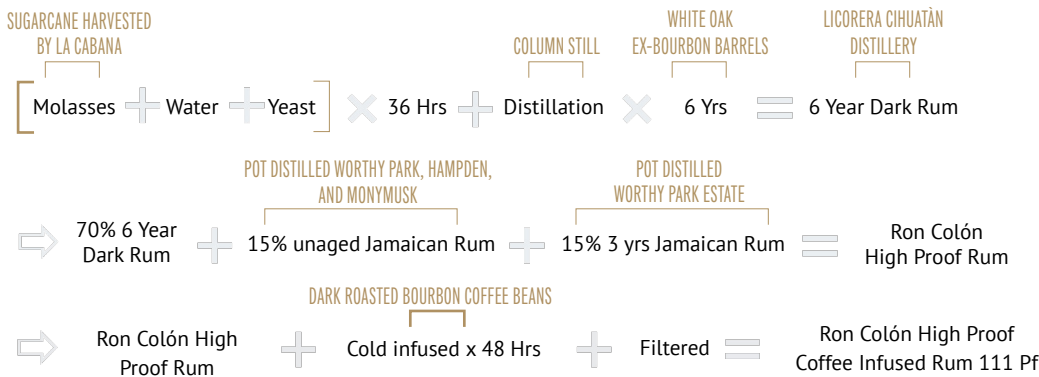 SUGARCANE HARVESTED
BY LA CABANA
COLUMN STILL
WHITE OAK
EX-BOURBON BARRELS
LICORERA CIHUATÀN
DISTILLERY
[Molasses + Water + Yeast] × 36 Hrs + Distillation × 6 Yrs = 6 Year Dark Rum
POT DISTILLED WORTHY PARK, HAMPDEN,
AND MONYMUSK
POT DISTILLED
WORTHY PARK ESTATE
⇨ 70% 6 Year
Dark Rum
+ 15% unaged Jamaican Rum + 15% 3 yrs Jamaican Rum =
Ron Colón
High Proof Rum
DARK ROASTED BOURBON COFFEE BEANS
⇨ Ron Colón High
Proof Rum
+ Cold infused x 48 Hrs + Filtered =
Ron Colón High Proof
Coffee Infused Rum 111 Pf